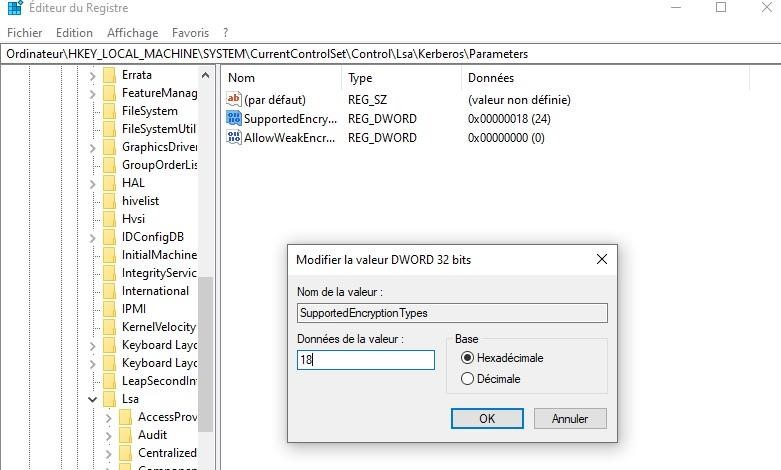 Éditeur du Registre
Fichier Edition Affichage Favoris ?
Ordinateur\HKEY_LOCAL_MACHINE\SYSTEM\CurrentControlSet\Control\Lsa\Kerberos\Parameters
Errata
FeatureManag
FileSystem
FileSystemUtil
GraphicsDriver
GroupOrderLis
HAL
hivelist
Hvsi
IDConfigDB
InitialMachine
IntegrityServic
International
IPMI
KernelVelocity
Keyboard Layo
Keyboard Layo
LeapSecondIn
Lsa
AccessProv
Audit
Centralized
Nom Type Données
(par défaut) REG_SZ (valeur non définie)
SupportedEncry... REG_DWORD 0x00000018 (24)
AllowWeakEncr... REG_DWORD 0x00000000 (0)
Modifier la valeur DWORD 32 bits
Nom de la valeur :
SupportedEncryptionTypes
Données de la valeur :
18
Base
Hexadécimale
Décimale
OK Annuler